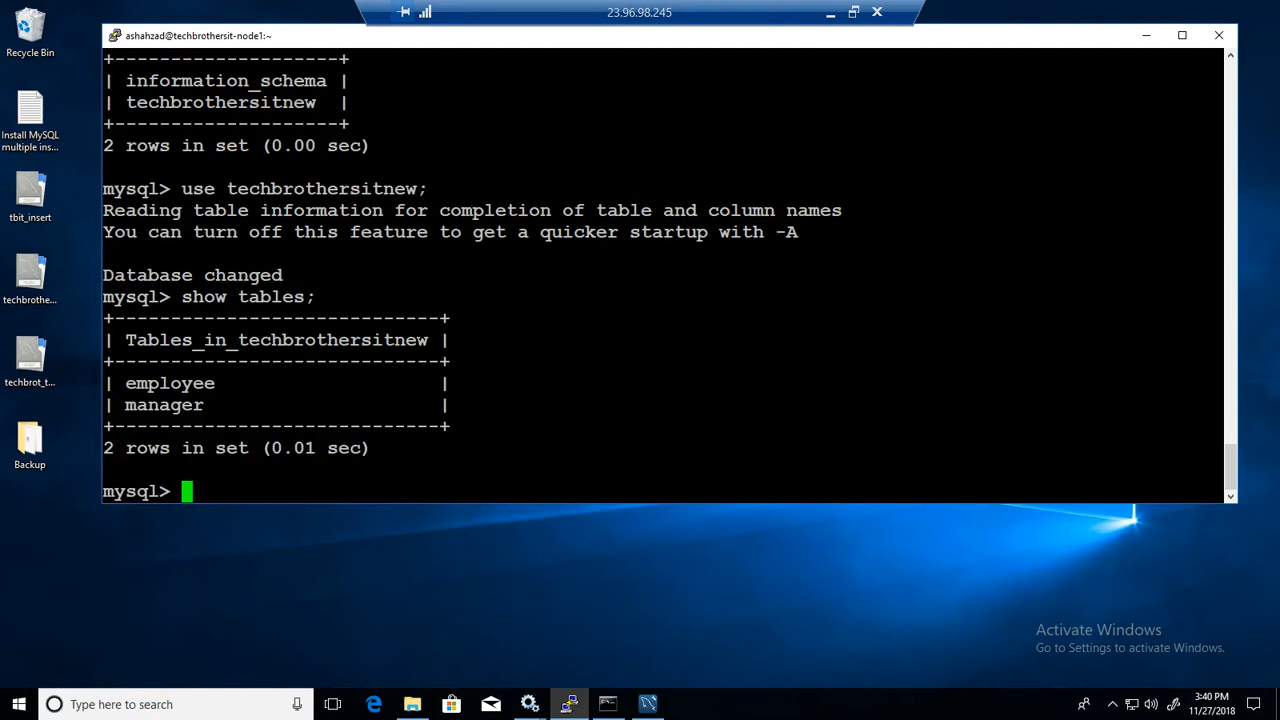 23.96.98.245
Recycle Bin
Install MySQL
multiple ins...
tbit_insert
techbrothe...
techbrot_t...
Backup
ashahzad@techbrothersit-node1:~
+--------------------+
| information_schema |
| techbrothersitnew  |
+--------------------+
2 rows in set (0.00 sec)
mysql> use techbrothersitnew;
Reading table information for completion of table and column names
You can turn off this feature to get a quicker startup with -A
Database changed
mysql> show tables;
+-----------------------------+
| Tables_in_techbrothersitnew |
+-----------------------------+
| employee                    |
| manager                     |
+-----------------------------+
2 rows in set (0.01 sec)
mysql>
Activate Windows
Go to Settings to activate Windows.
Type here to search
3:40 PM
11/27/2018